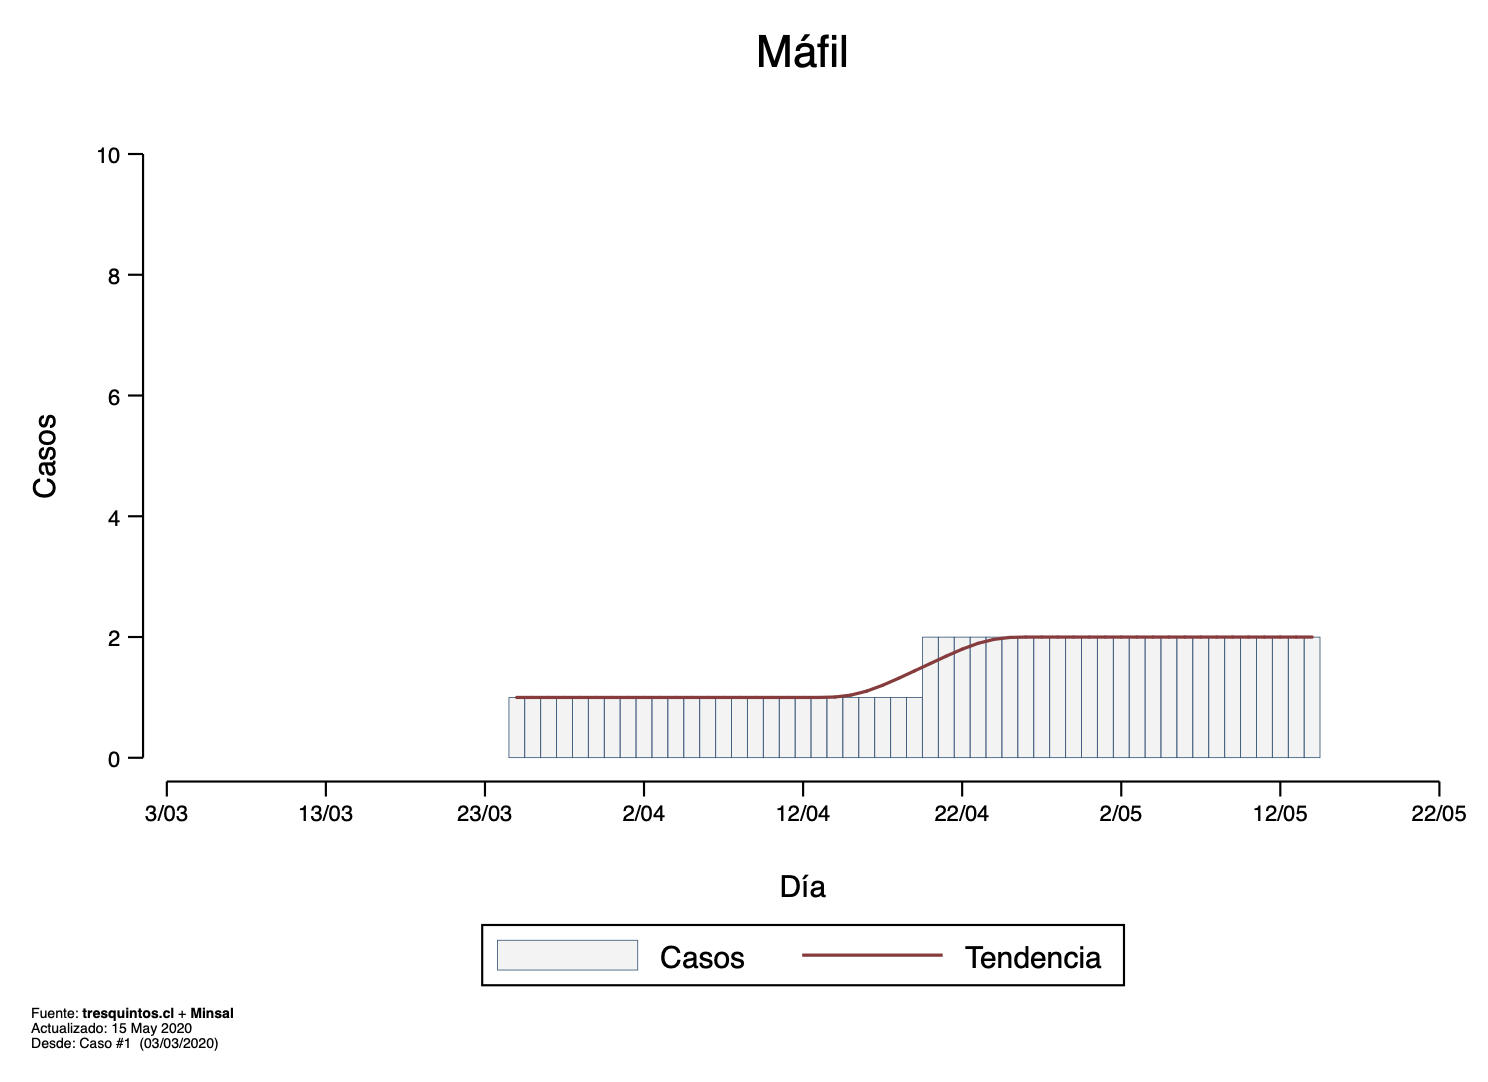 Máfil
10
8
6
4
2
0
Casos
3/03 13/03 23/03 2/04 12/04 22/04 2/05 12/05 22/05
Día
Casos Tendencia
Fuente: tresquintos.cl + Minsal
Actualizado: 15 May 2020
Desde: Caso #1 (03/03/2020)